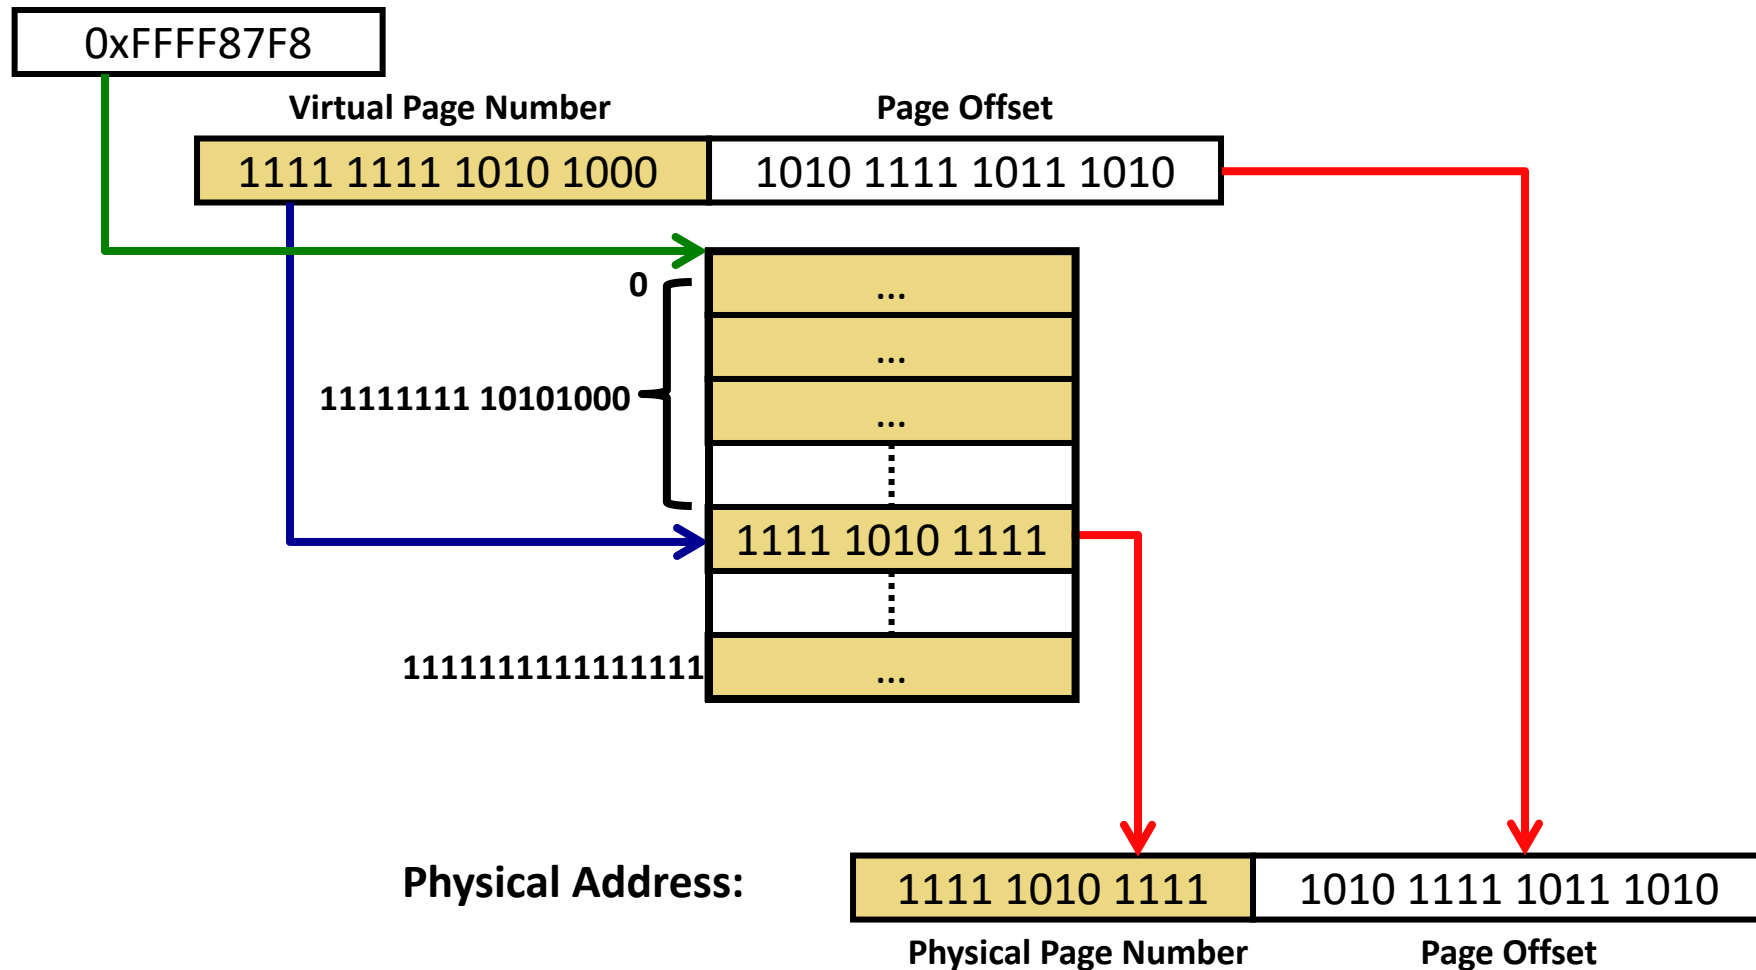 0xFFFF87F8
Virtual Page Number Page Offset
1111 1111 1010 1000 1010 1111 1011 1010
0 ...
...
11111111 10101000 ...
1111 1010 1111
1111111111111111 ...
Physical Address: 1111 1010 1111 1010 1111 1011 1010
Physical Page Number Page Offset